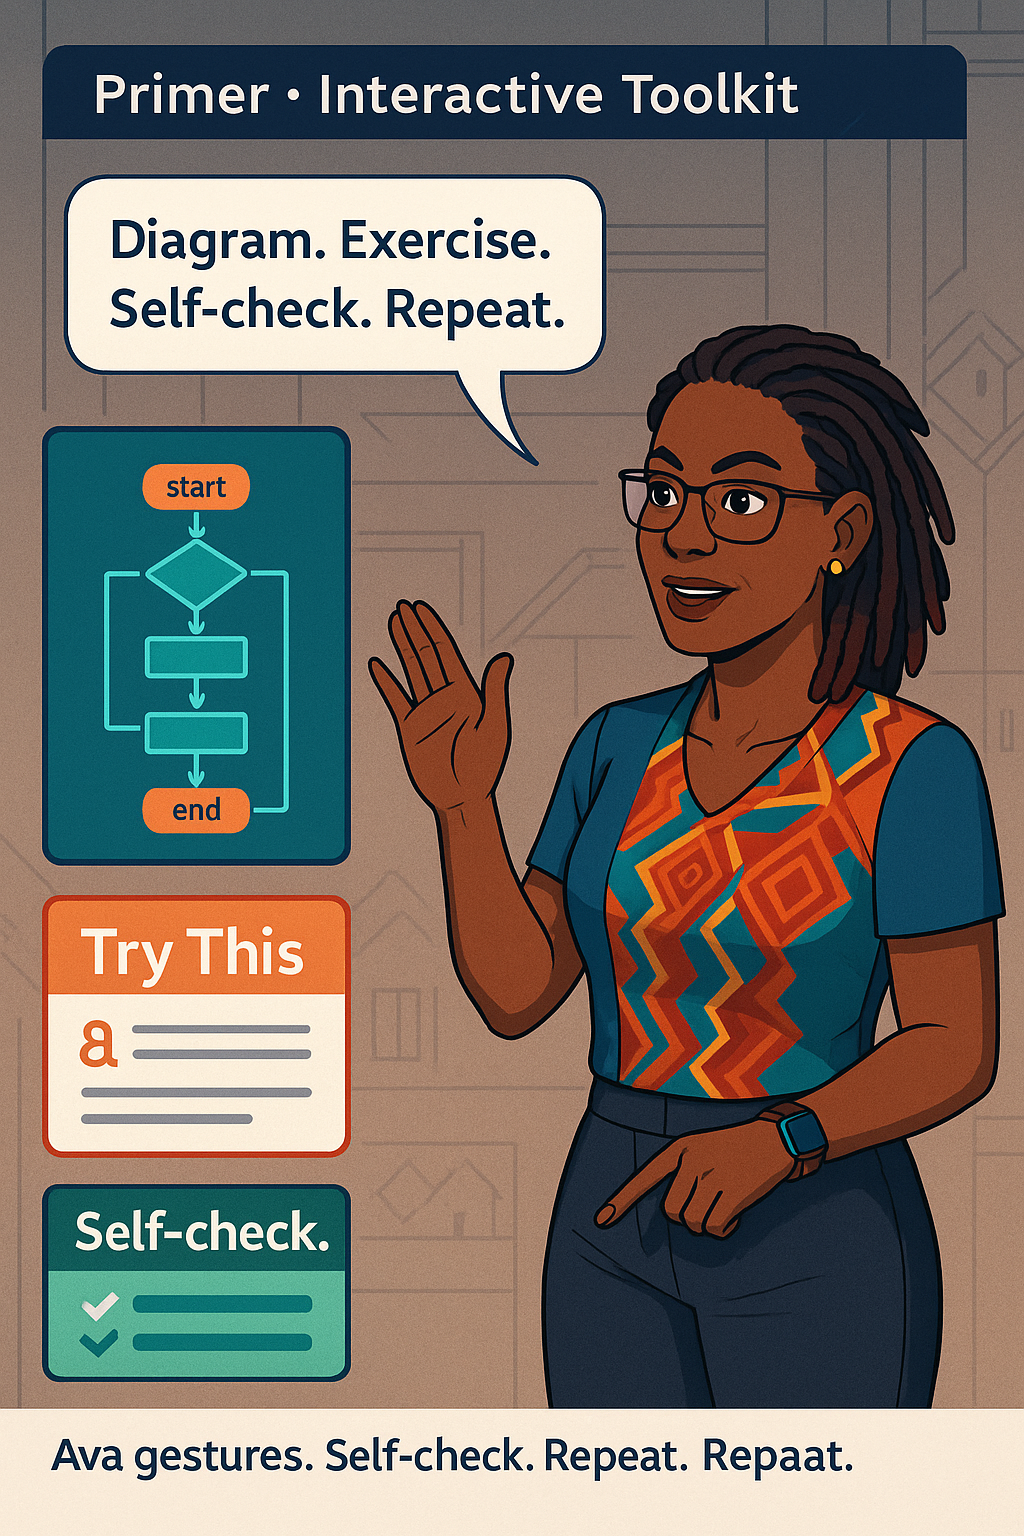 Primer • Interactive Toolkit
Diagram. Exercise.
Self-check. Repeat.
start
end
Try This
a
Self-check.
Ava gestures. Self-check. Repeat. Repaat.